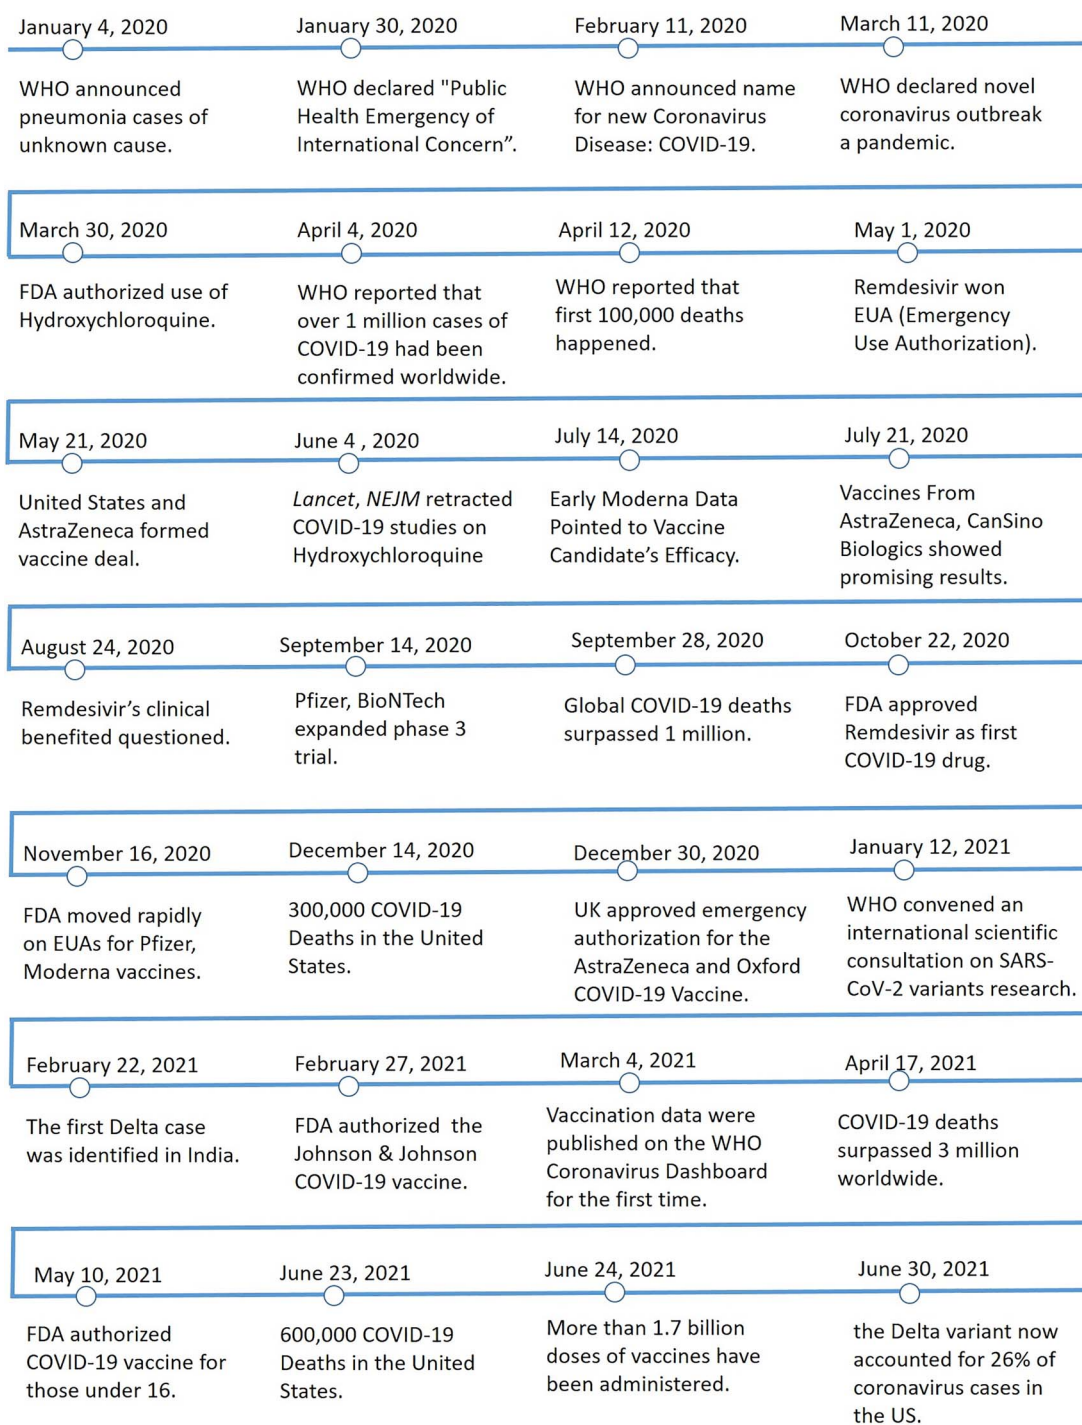 January 4, 2020
WHO announced
pneumonia cases of
unknown cause.
January 30, 2020
WHO declared "Public
Health Emergency of
International Concern”.
February 11, 2020
WHO announced name
for new Coronavirus
Disease: COVID-19.
March 11, 2020
WHO declared novel
coronavirus outbreak
a pandemic.
March 30, 2020
FDA authorized use of
Hydroxychloroquine.
April 4, 2020
WHO reported that
over 1 million cases of
COVID-19 had been
confirmed worldwide.
April 12, 2020
WHO reported that
first 100,000 deaths
happened.
May 1, 2020
Remdesivir won
EUA (Emergency
Use Authorization).
May 21, 2020
United States and
AstraZeneca formed
vaccine deal.
June 4 , 2020
Lancet, NEJM retracted
COVID-19 studies on
Hydroxychloroquine
July 14, 2020
Early Moderna Data
Pointed to Vaccine
Candidate’s Efficacy.
July 21, 2020
Vaccines From
AstraZeneca, CanSino
Biologics showed
promising results.
August 24, 2020
Remdesivir’s clinical
benefited questioned.
September 14, 2020
Pfizer, BioNTech
expanded phase 3
trial.
September 28, 2020
Global COVID-19 deaths
surpassed 1 million.
October 22, 2020
FDA approved
Remdesivir as first
COVID-19 drug.
November 16, 2020
FDA moved rapidly
on EUAs for Pfizer,
Moderna vaccines.
December 14, 2020
300,000 COVID-19
Deaths in the United
States.
December 30, 2020
UK approved emergency
authorization for the
AstraZeneca and Oxford
COVID-19 Vaccine.
January 12, 2021
WHO convened an
international scientific
consultation on SARS-
CoV-2 variants research.
February 22, 2021
The first Delta case
was identified in India.
February 27, 2021
FDA authorized the
Johnson & Johnson
COVID-19 vaccine.
March 4, 2021
Vaccination data were
published on the WHO
Coronavirus Dashboard
for the first time.
April 17, 2021
COVID-19 deaths
surpassed 3 million
worldwide.
May 10, 2021
FDA authorized
COVID-19 vaccine for
those under 16.
June 23, 2021
600,000 COVID-19
Deaths in the United
States.
June 24, 2021
More than 1.7 billion
doses of vaccines have
been administered.
June 30, 2021
the Delta variant now
accounted for 26% of
coronavirus cases in
the US.